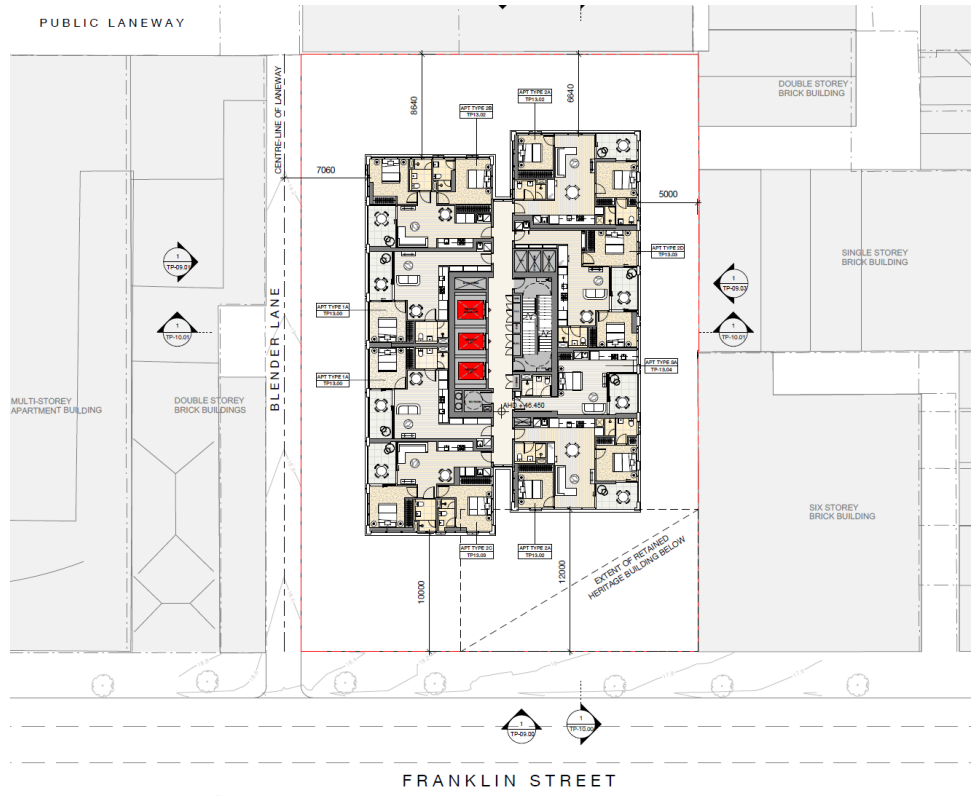 PUBLIC LANEWAY
CENTRE-LINE OF LANEWAY
8640
6640
7060
5000
APT TYPE 2B
TP13.02
APT TYPE 2A
TP13.02
DOUBLE STOREY
BRICK BUILDING
APT TYPE 2D
TP13.03
SINGLE STOREY
BRICK BUILDING
1
TP-09.01
1
TP-09.03
1
TP-10.01
1
TP-10.01
BLENDER LANE
APT TYPE 1A
TP13.00
APT TYPE 1A
TP13.00
TP-13.04
AHD +46.450
MULTI-STOREY
APARTMENT BUILDING
DOUBLE STOREY
BRICK BUILDINGS
SIX STOREY
BRICK BUILDING
APT TYPE 2C
TP13.03
APT TYPE 2A
TP13.02
10000
12000
EXTENT OF RETAINED
HERITAGE BUILDING BELOW
1
TP-09.00
1
TP-10.00
FRANKLIN STREET